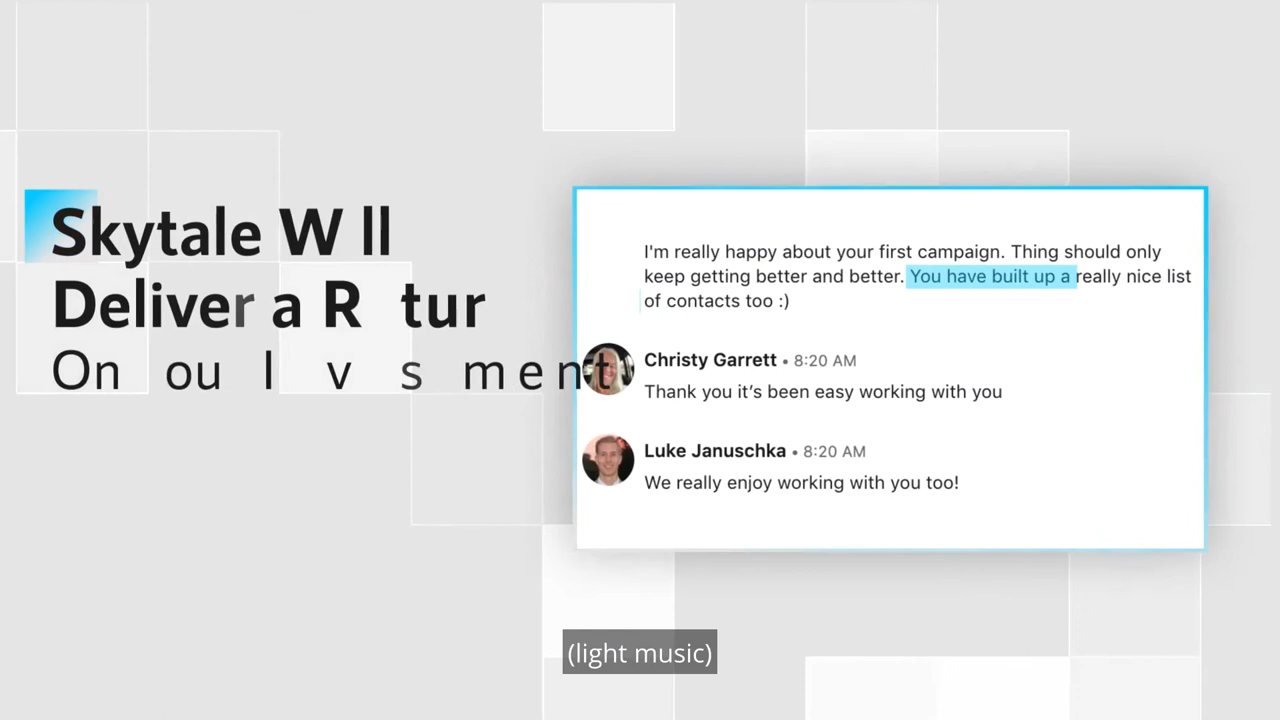 Skytale W ll
Deliver a R tur
On ou l v s ment
I'm really happy about your first campaign. Thing should only
keep getting better and better. You have built up a really nice list
of contacts too :)
Christy Garrett • 8:20 AM
Thank you it's been easy working with you
Luke Januschka • 8:20 AM
We really enjoy working with you too!
(light music)